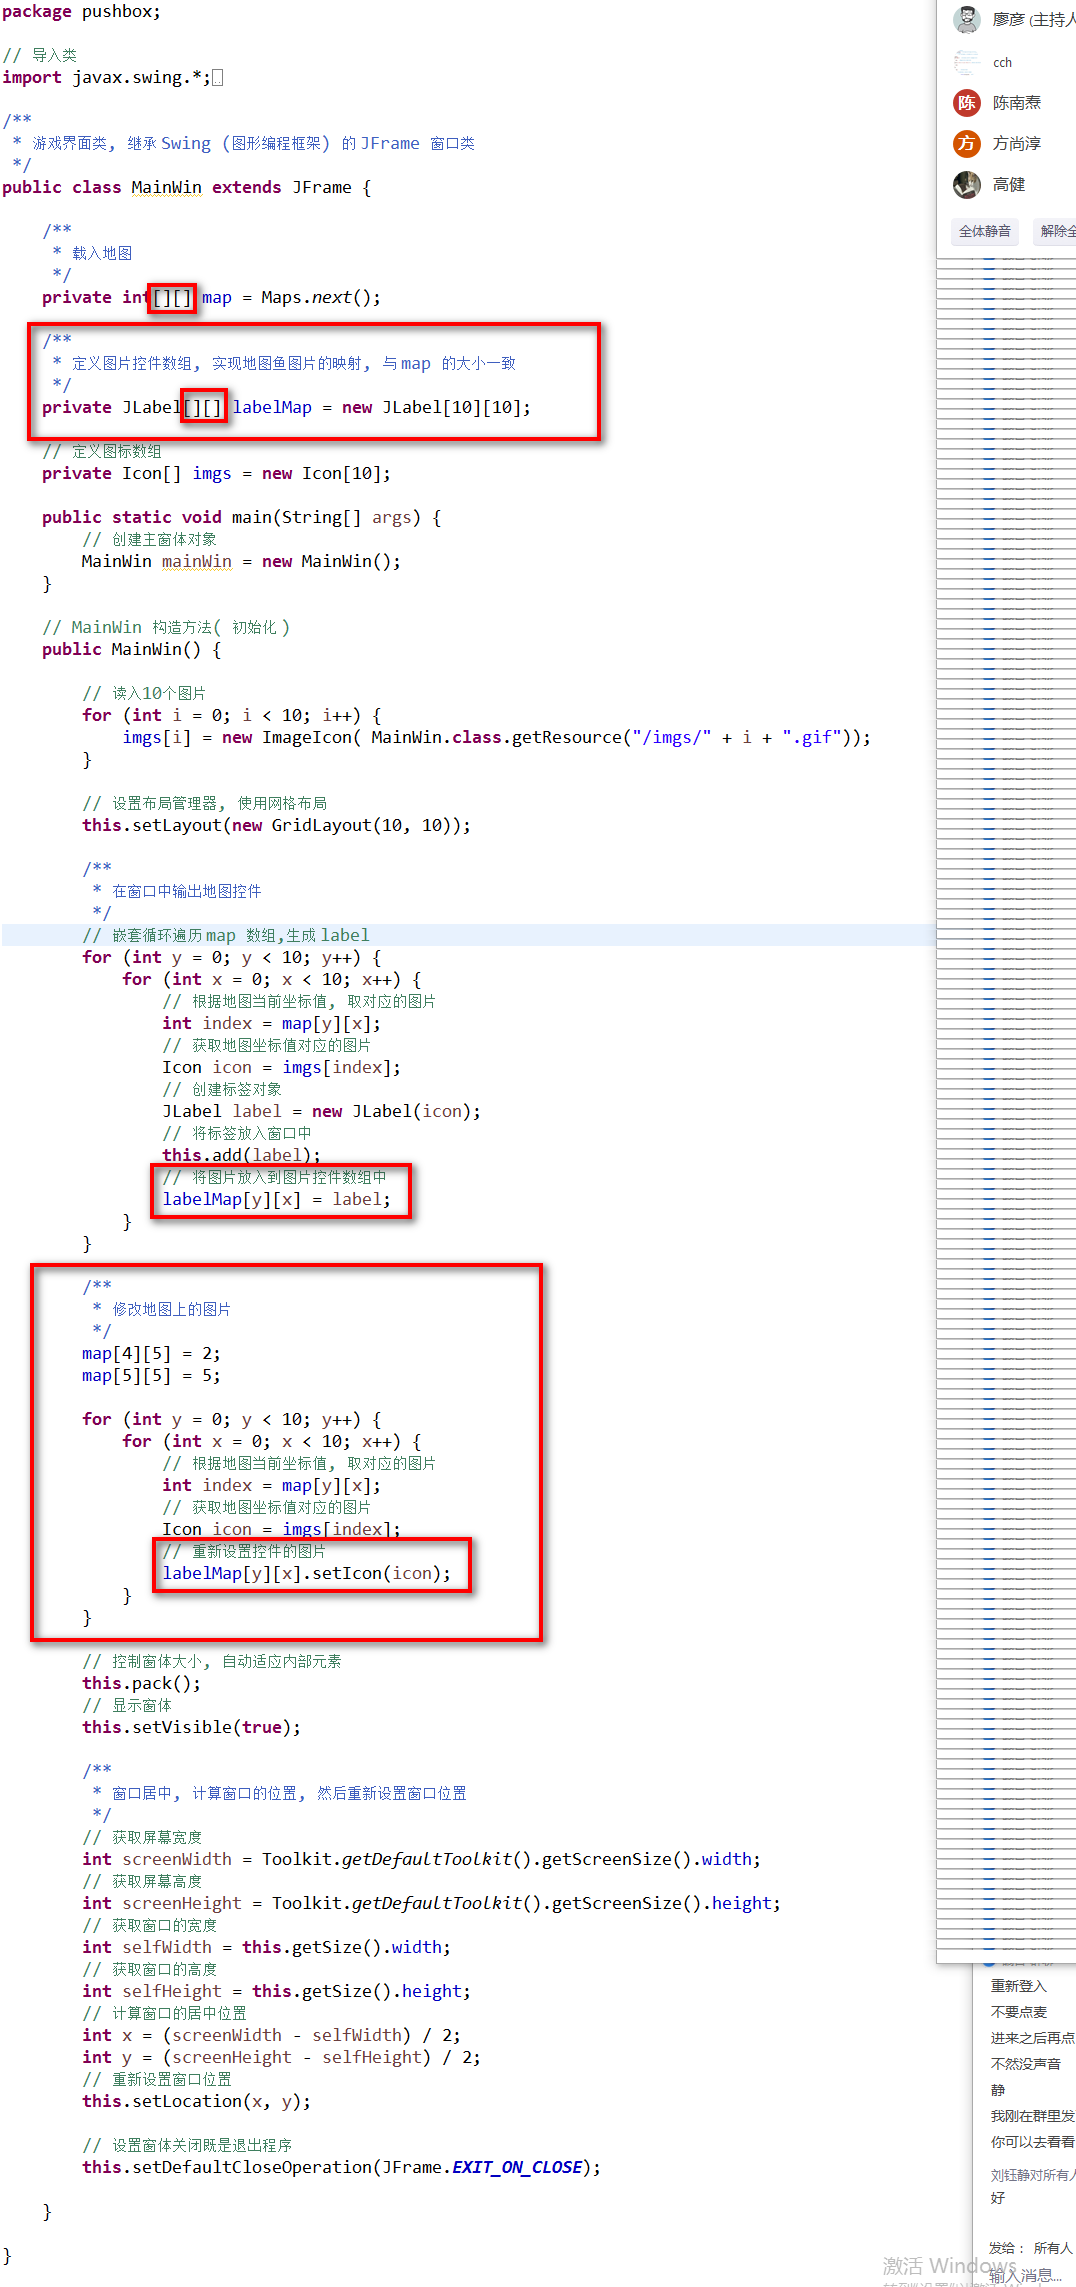 package pushbox;
// 导入类
import javax.swing.*;
/**
 * 游戏界面类, 继承 Swing (图形编程框架) 的 JFrame 窗口类
 */
public class MainWin extends JFrame {
/**
 * 载入地图
 */
private int[][] map = Maps.next();
/**
 * 定义图片控件数组, 实现地图鱼图片的映射, 与 map 的大小一致
 */
private JLabel[][] labelMap = new JLabel[10][10];
// 定义图标数组
private Icon[] imgs = new Icon[10];
public static void main(String[] args) {
// 创建主窗体对象
MainWin mainWin = new MainWin();
}
// MainWin 构造方法( 初始化 )
public MainWin() {
// 读入10个图片
for (int i = 0; i < 10; i++) {
imgs[i] = new ImageIcon( MainWin.class.getResource("/imgs/" + i + ".gif"));
}
// 设置布局管理器, 使用网格布局
this.setLayout(new GridLayout(10, 10));
/**
 * 在窗口中输出地图控件
 */
// 嵌套循环遍历 map 数组,生成 label
for (int y = 0; y < 10; y++) {
for (int x = 0; x < 10; x++) {
// 根据地图当前坐标值, 取对应的图片
int index = map[y][x];
// 获取地图坐标值对应的图片
Icon icon = imgs[index];
// 创建标签对象
JLabel label = new JLabel(icon);
// 将标签放入窗口中
this.add(label);
// 将图片放入到图片控件数组中
labelMap[y][x] = label;
}
}
/**
 * 修改地图上的图片
 */
map[4][5] = 2;
map[5][5] = 5;
for (int y = 0; y < 10; y++) {
for (int x = 0; x < 10; x++) {
// 根据地图当前坐标值, 取对应的图片
int index = map[y][x];
// 获取地图坐标值对应的图片
Icon icon = imgs[index];
// 重新设置控件的图片
labelMap[y][x].setIcon(icon);
}
}
// 控制窗体大小, 自动适应内部元素
this.pack();
// 显示窗体
this.setVisible(true);
/**
 * 窗口居中, 计算窗口的位置, 然后重新设置窗口位置
 */
// 获取屏幕宽度
int screenWidth = Toolkit.getDefaultToolkit().getScreenSize().width;
// 获取屏幕高度
int screenHeight = Toolkit.getDefaultToolkit().getScreenSize().height;
// 获取窗口的宽度
int selfWidth = this.getSize().width;
// 获取窗口的高度
int selfHeight = this.getSize().height;
// 计算窗口的居中位置
int x = (screenWidth - selfWidth) / 2;
int y = (screenHeight - selfHeight) / 2;
// 重新设置窗口位置
this.setLocation(x, y);
// 设置窗体关闭既是退出程序
this.setDefaultCloseOperation(JFrame.EXIT_ON_CLOSE);
}
}
廖彦 (主持人
cch
陈 陈南焘
方 方尚淳
高健
全体静音 解除全
重新登入
不要点麦
进来之后再点
不然没声音
静
我刚在群里发
你可以去看看
刘钰静对所有人
好
发给： 所有人
输入消息...
激活 Windows